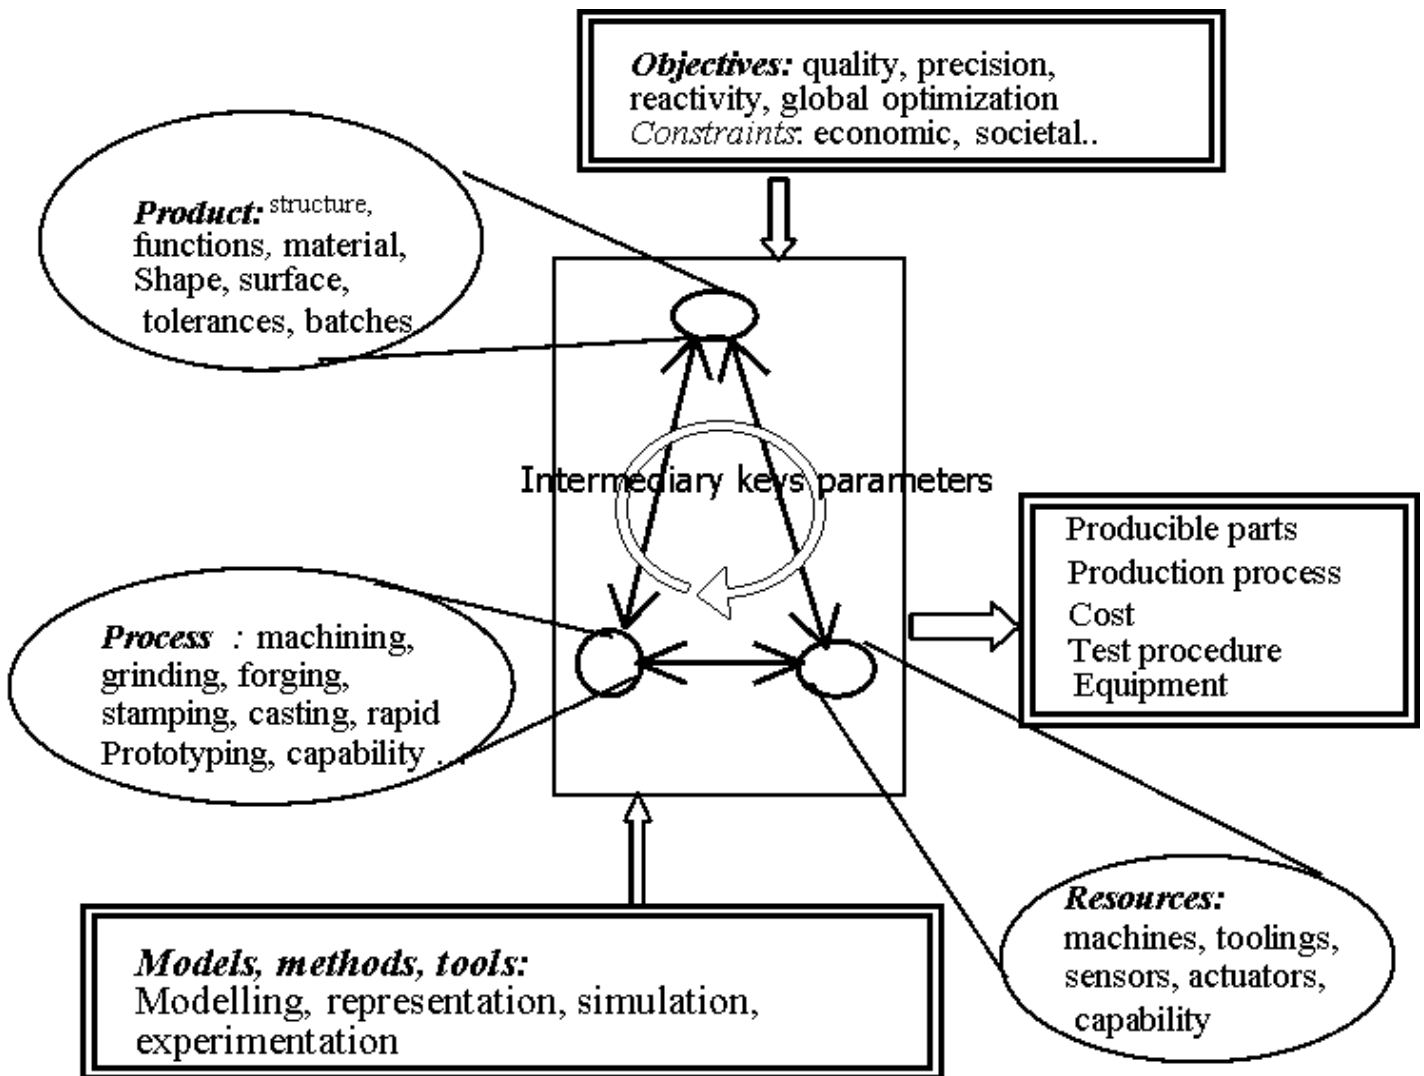 Objectives: quality, precision,
reactivity, global optimization
Constraints: economic, societal..
Product: structure,
functions, material,
Shape, surface,
tolerances, batches
Intermediary keys parameters
Producible parts
Production process
Cost
Test procedure
Equipment
Process : machining,
grinding, forging,
stamping, casting, rapid
Prototyping, capability . .
Resources:
machines, toolings,
sensors, actuators,
capability
Models, methods, tools:
Modelling, representation, simulation,
experimentation